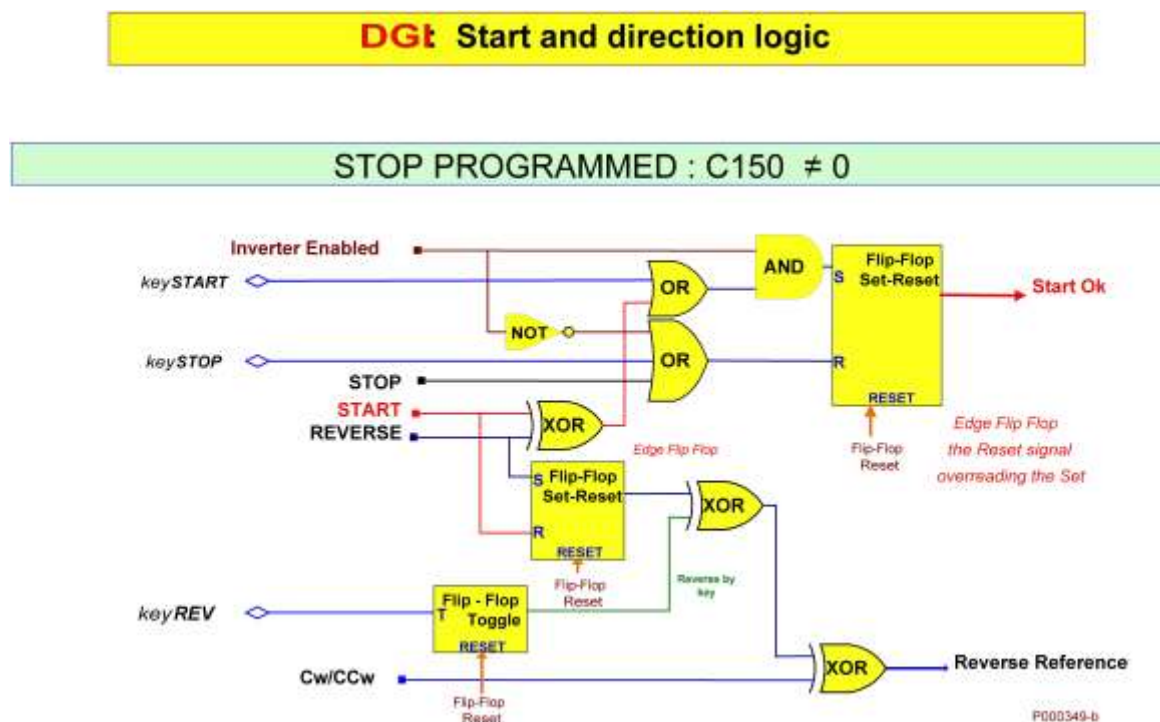 DGI: Start and direction logic
STOP PROGRAMMED : C150 ≠ 0
Inverter Enabled
keySTART
OR
AND
S
Flip-Flop
Set-Reset
Start Ok
NOT
keySTOP
OR
R
STOP
RESET
START
REVERSE
XOR
Edge Flip Flop
Flip-Flop
Reset
Edge Flip Flop
the Reset signal
overreading the Set
S
Flip-Flop
Set-Reset
XOR
R
RESET
Flip-Flop
Reset
Reverse by
key
keyREV
T
Flip - Flop
Toggle
RESET
Cw/CCw
XOR
Reverse Reference
Flip-Flop
Reset
P000349-b